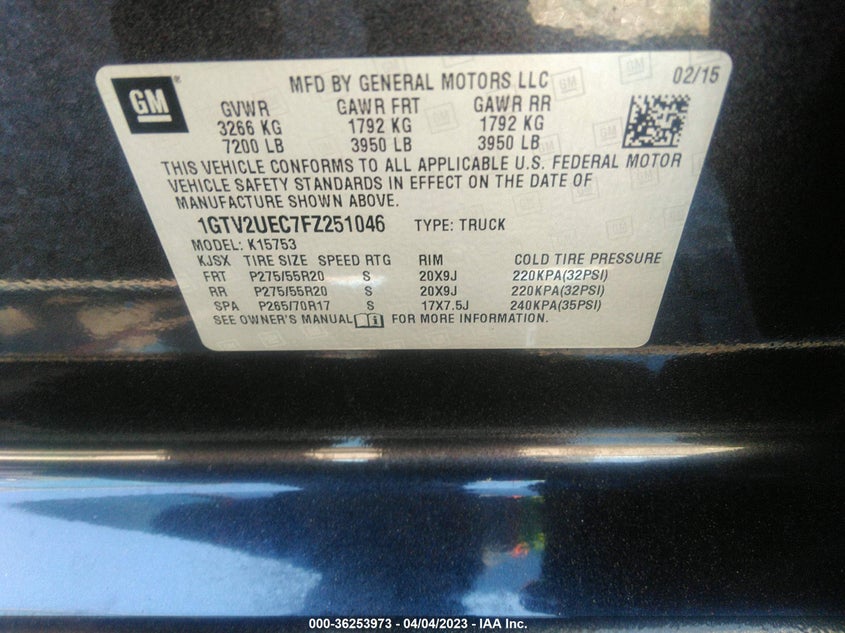 GM ®
MFD BY GENERAL MOTORS LLC 02/15
GVWR GAWR FRT GAWR RR
3266 KG 1792 KG 1792 KG
7200 LB 3950 LB 3950 LB
THIS VEHICLE CONFORMS TO ALL APPLICABLE U.S. FEDERAL MOTOR
VEHICLE SAFETY STANDARDS IN EFFECT ON THE DATE OF
MANUFACTURE SHOWN ABOVE.
1GTV2UEC7FZ251046 TYPE: TRUCK
MODEL: K15753
KJSX TIRE SIZE SPEED RTG RIM COLD TIRE PRESSURE
FRT P275/55R20 S 20X9J 220KPA(32PSI)
RR P275/55R20 S 20X9J 220KPA(32PSI)
SPA P265/70R17 S 17X7.5J 240KPA(35PSI)
SEE OWNER'S MANUAL FOR MORE INFORMATION.
000-36253973 - 04/04/2023 - IAA Inc.